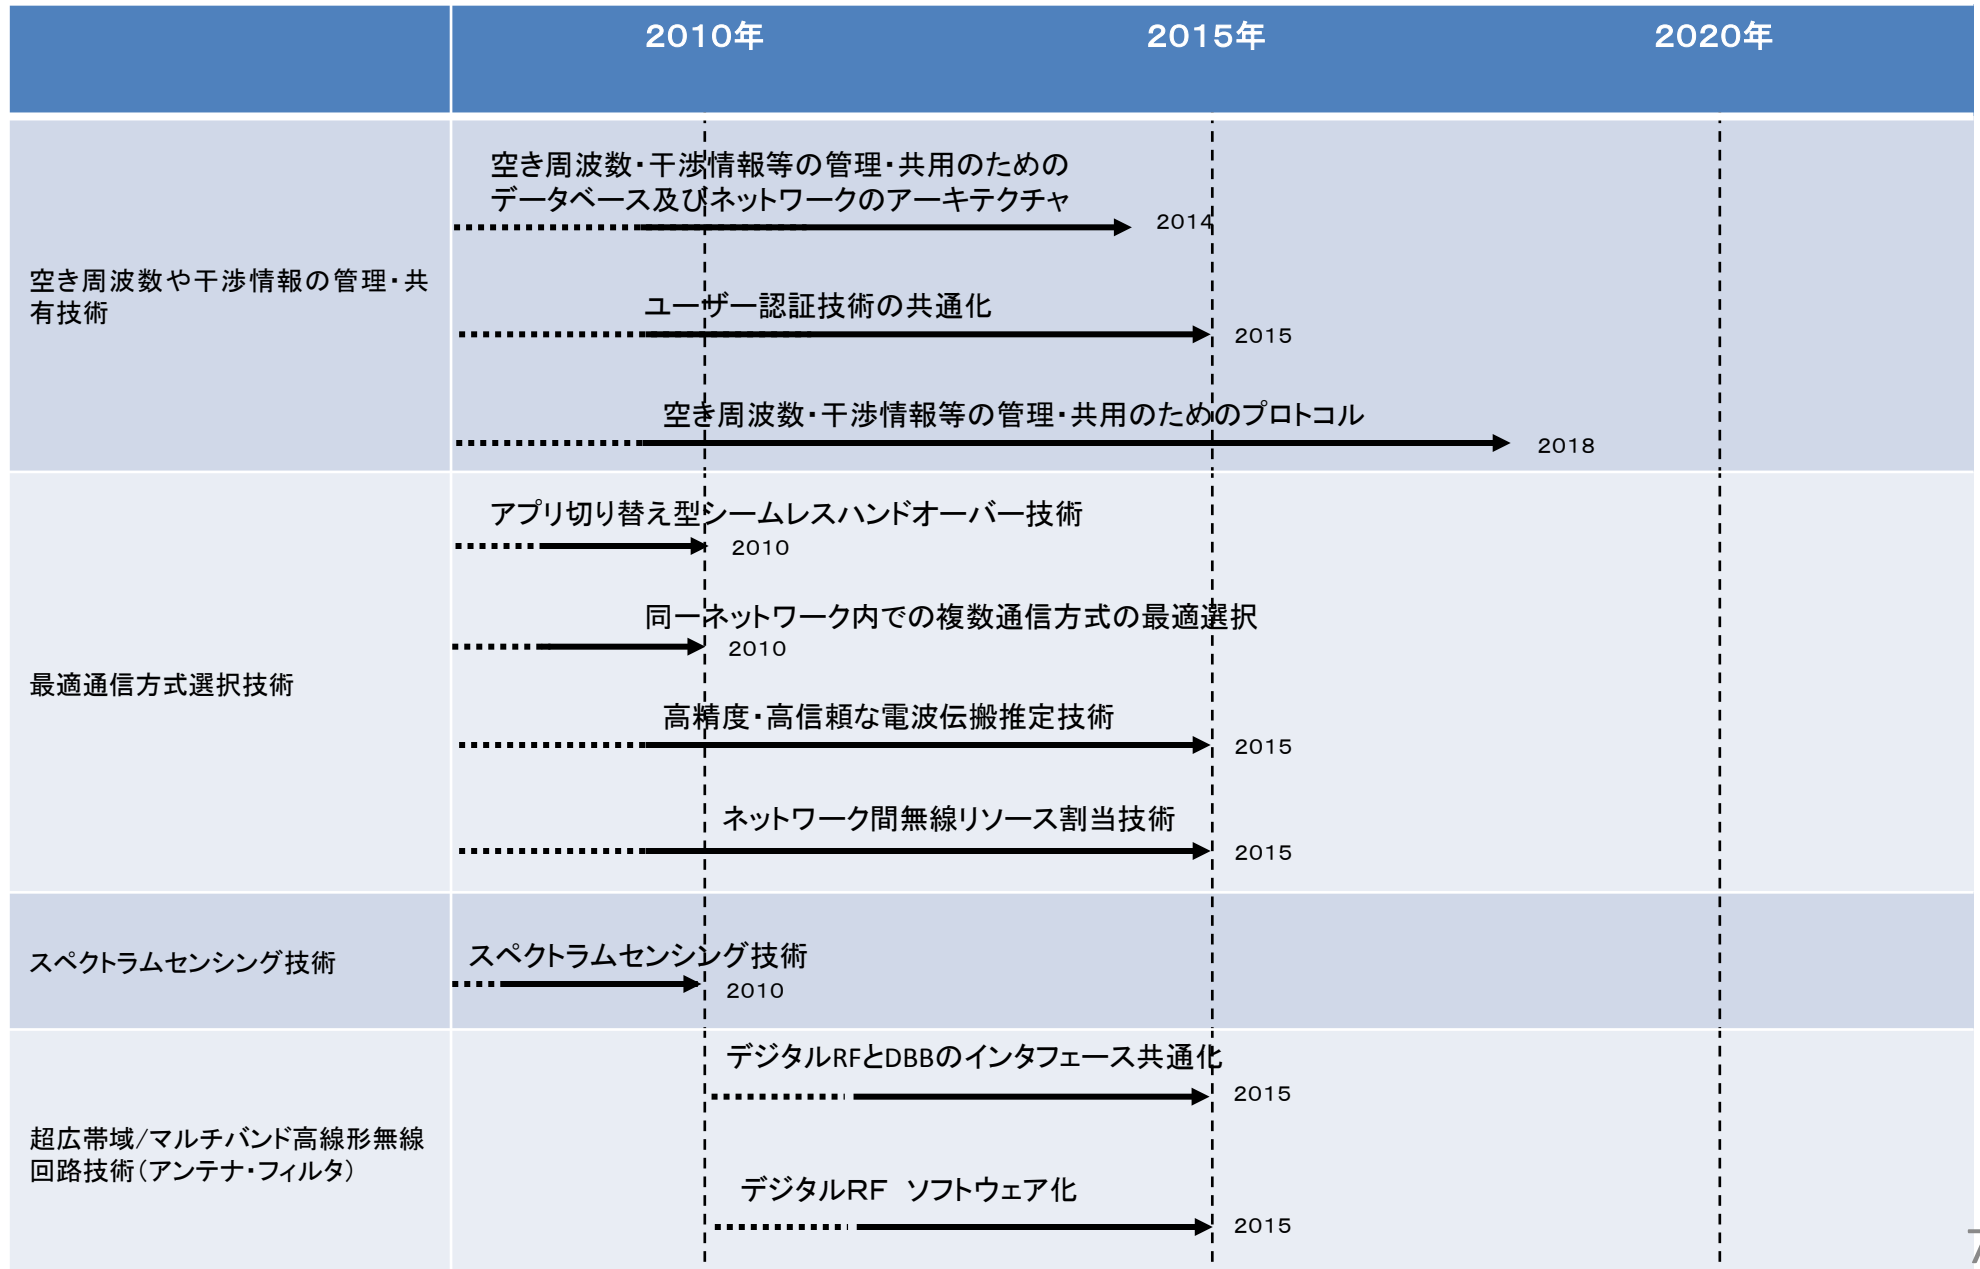 2010年
2015年
2020年
空き周波数や干渉情報の管理・共
有技術
空き周波数・干渉情報等の管理・共用のための
データベース及びネットワークのアーキテクチャ
2014
ユーザー認証技術の共通化
2015
空き周波数・干渉情報等の管理・共用のためのプロトコル
2018
最適通信方式選択技術
アプリ切り替え型シームレスハンドオーバー技術
2010
同一ネットワーク内での複数通信方式の最適選択
2010
高精度・高信頼な電波伝搬推定技術
2015
ネットワーク間無線リソース割当技術
2015
スペクトラムセンシング技術
スペクトラムセンシング技術
2010
超広帯域/マルチバンド高線形無線
回路技術（アンテナ・フィルタ）
デジタルRFとDBBのインタフェース共通化
2015
デジタルRF　ソフトウェア化
2015
7